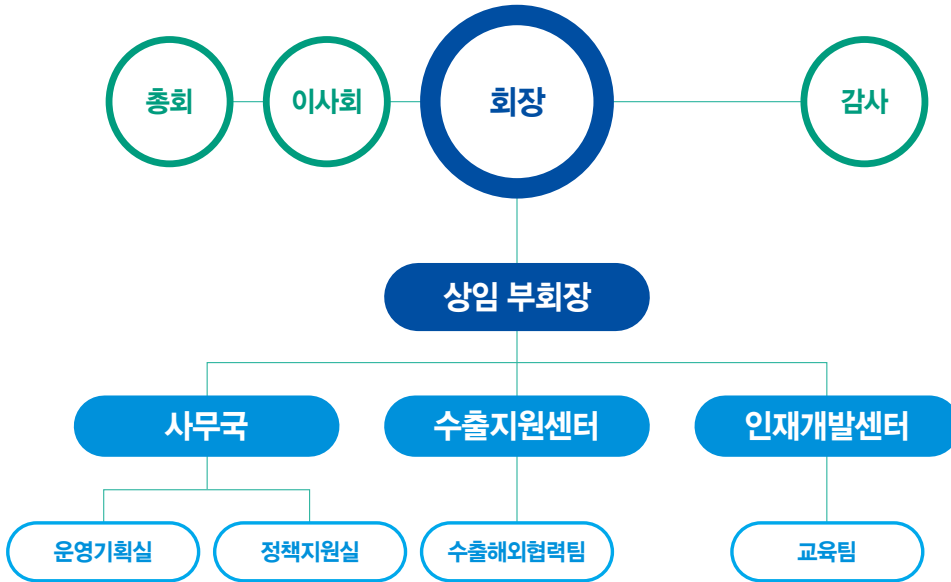 총회
이사회
회장
감사
상임 부회장
사무국
수출지원센터
인재개발센터
운영기획실
정책지원실
수출해외협력팀
교육팀